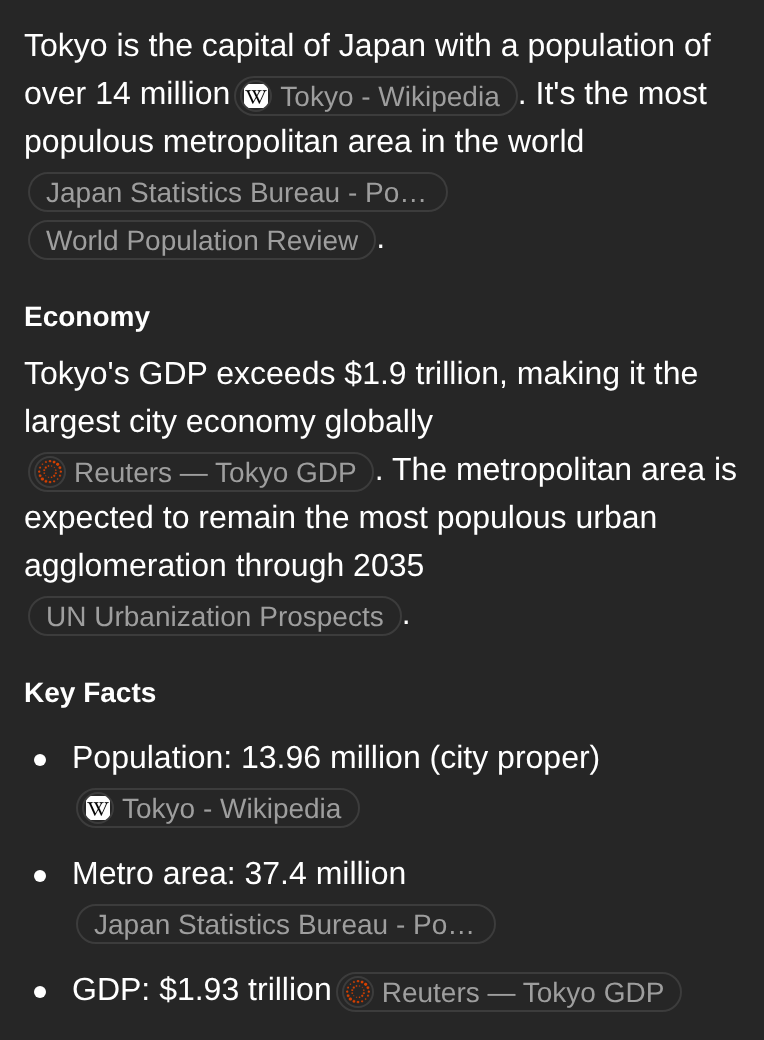 Tokyo is the capital of Japan with a population of
over 14 million W Tokyo - Wikipedia. It's the most
populous metropolitan area in the world
Japan Statistics Bureau - Po…
World Population Review.
Economy
Tokyo's GDP exceeds $1.9 trillion, making it the
largest city economy globally
Reuters — Tokyo GDP. The metropolitan area is
expected to remain the most populous urban
agglomeration through 2035
UN Urbanization Prospects.
Key Facts
• Population: 13.96 million (city proper)
W Tokyo - Wikipedia
• Metro area: 37.4 million
Japan Statistics Bureau - Po…
• GDP: $1.93 trillion Reuters — Tokyo GDP